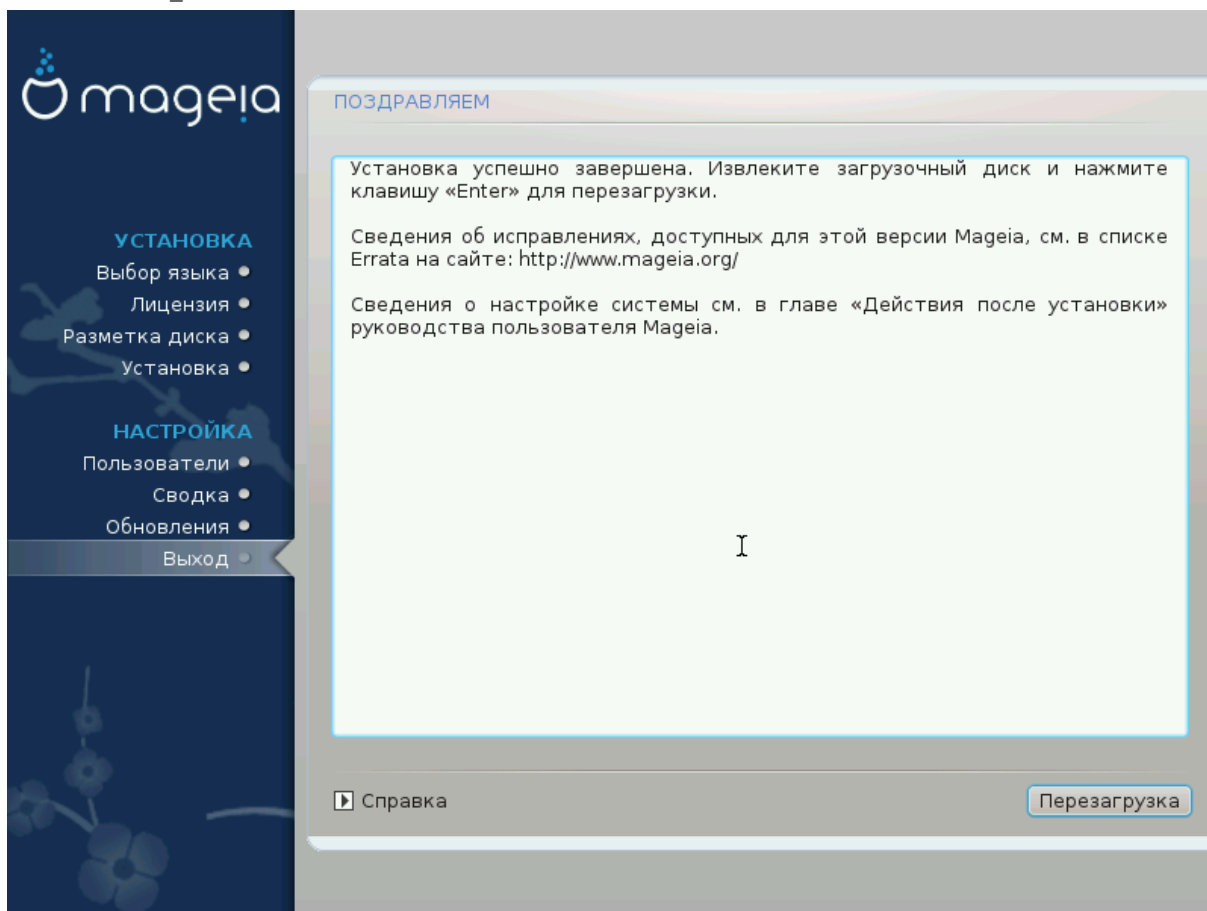 mageia
УСТАНОВКА
Выбор языка
Лицензия
Разметка диска
Установка
НАСТРОЙКА
Пользователи
Сводка
Обновления
Выход
ПОЗДРАВЛЯЕМ
Установка успешно завершена. Извлеките загрузочный диск и нажмите
клавишу «Enter» для перезагрузки.
Сведения об исправлениях, доступных для этой версии Mageia, см. в списке
Errata на сайте: http://www.mageia.org/
Сведения о настройке системы см. в главе «Действия после установки»
руководства пользователя Mageia.
Справка
Перезагрузка